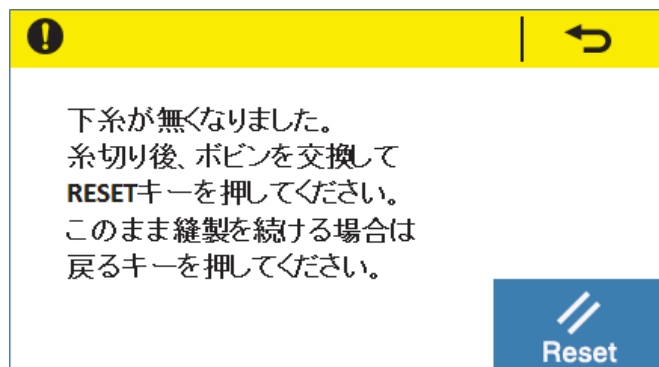 下糸が無くなりました。
糸切り後、ボビンを交換して
RESETキーを押してください。
このまま縫製を続ける場合は
戻るキーを押してください。
Reset